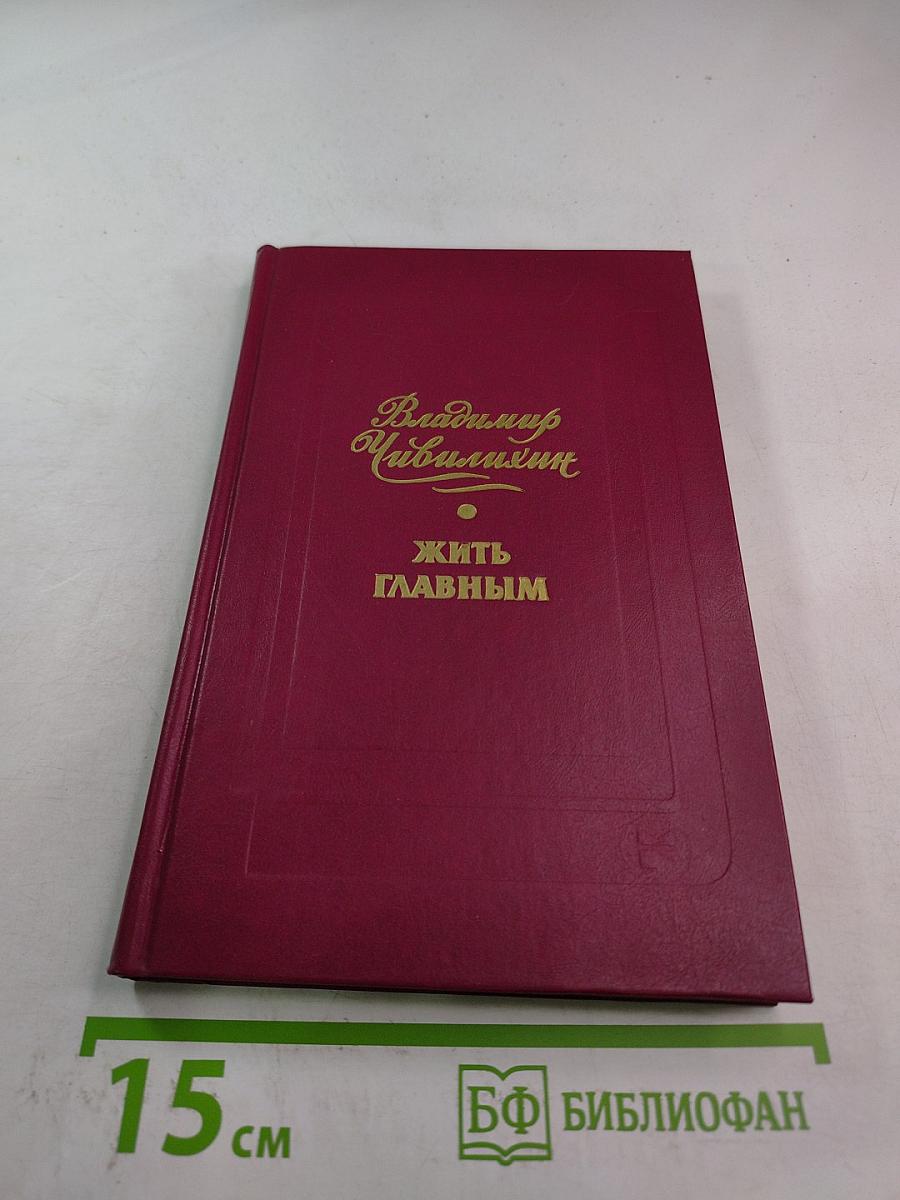 Владимир
Чивилихин
ЖИТЬ
ГЛАВНЫМ
15 см
БФ БИБЛИОФАН